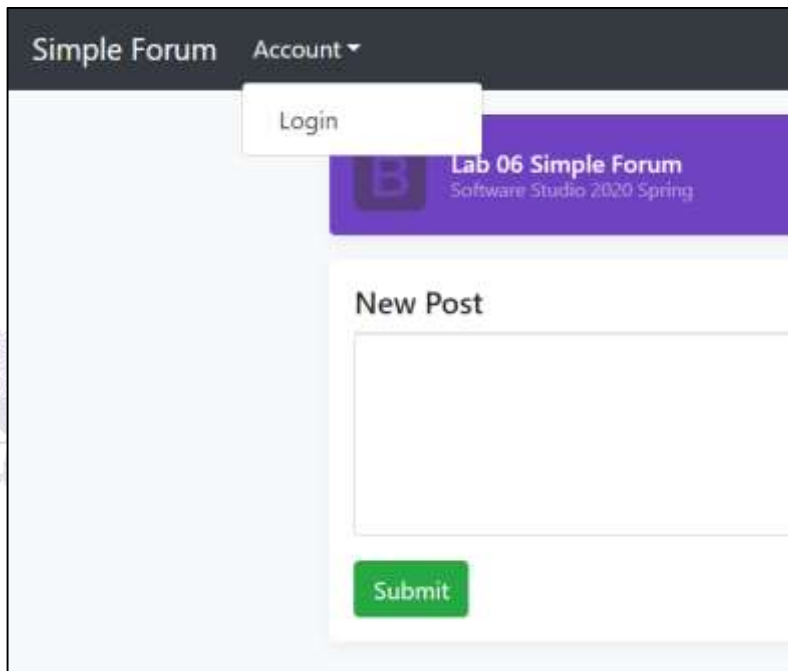 Simple Forum Account
Login
B
Lab 06 Simple Forum
Software Studio 2020 Spring
New Post
Submit